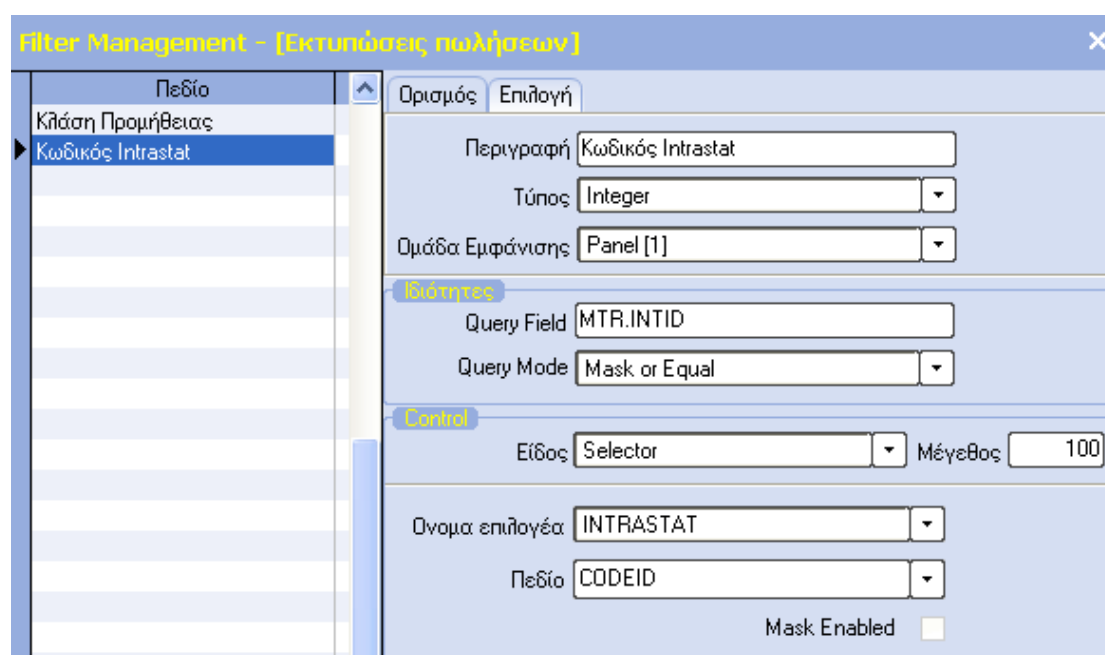 Filter Management - [Εκτυπώσεις πωλήσεων]
Πεδίο
Κλάση Προμήθειας
Κωδικός Intrastat
Ορισμός Επιλογή
Περιγραφή Κωδικός Intrastat
Τύπος Integer
Ομάδα Εμφάνισης Panel [1]
Ιδιότητες
Query Field MTR.INTID
Query Mode Mask or Equal
Control
Είδος Selector Μέγεθος 100
Ονομα επιλογέα INTRASTAT
Πεδίο CODEID
Mask Enabled